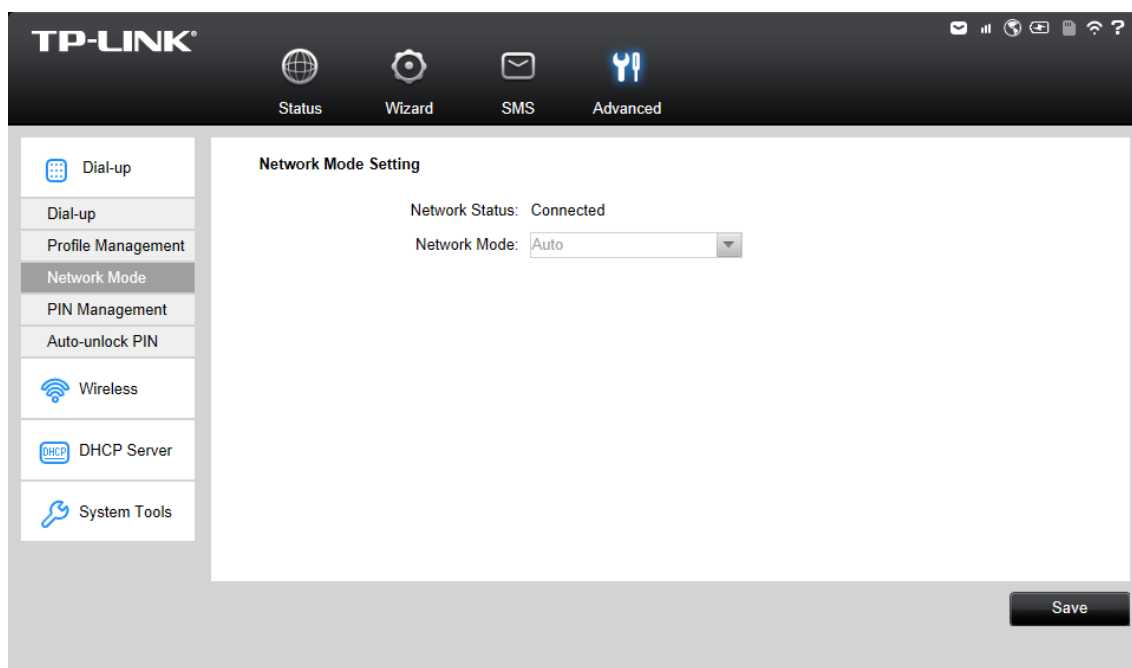 TP-LINK®
Status Wizard SMS Advanced
Dial-up
Dial-up
Profile Management
Network Mode
PIN Management
Auto-unlock PIN
Wireless
DHCP DHCP Server
System Tools
Network Mode Setting
Network Status: Connected
Network Mode: Auto
Save